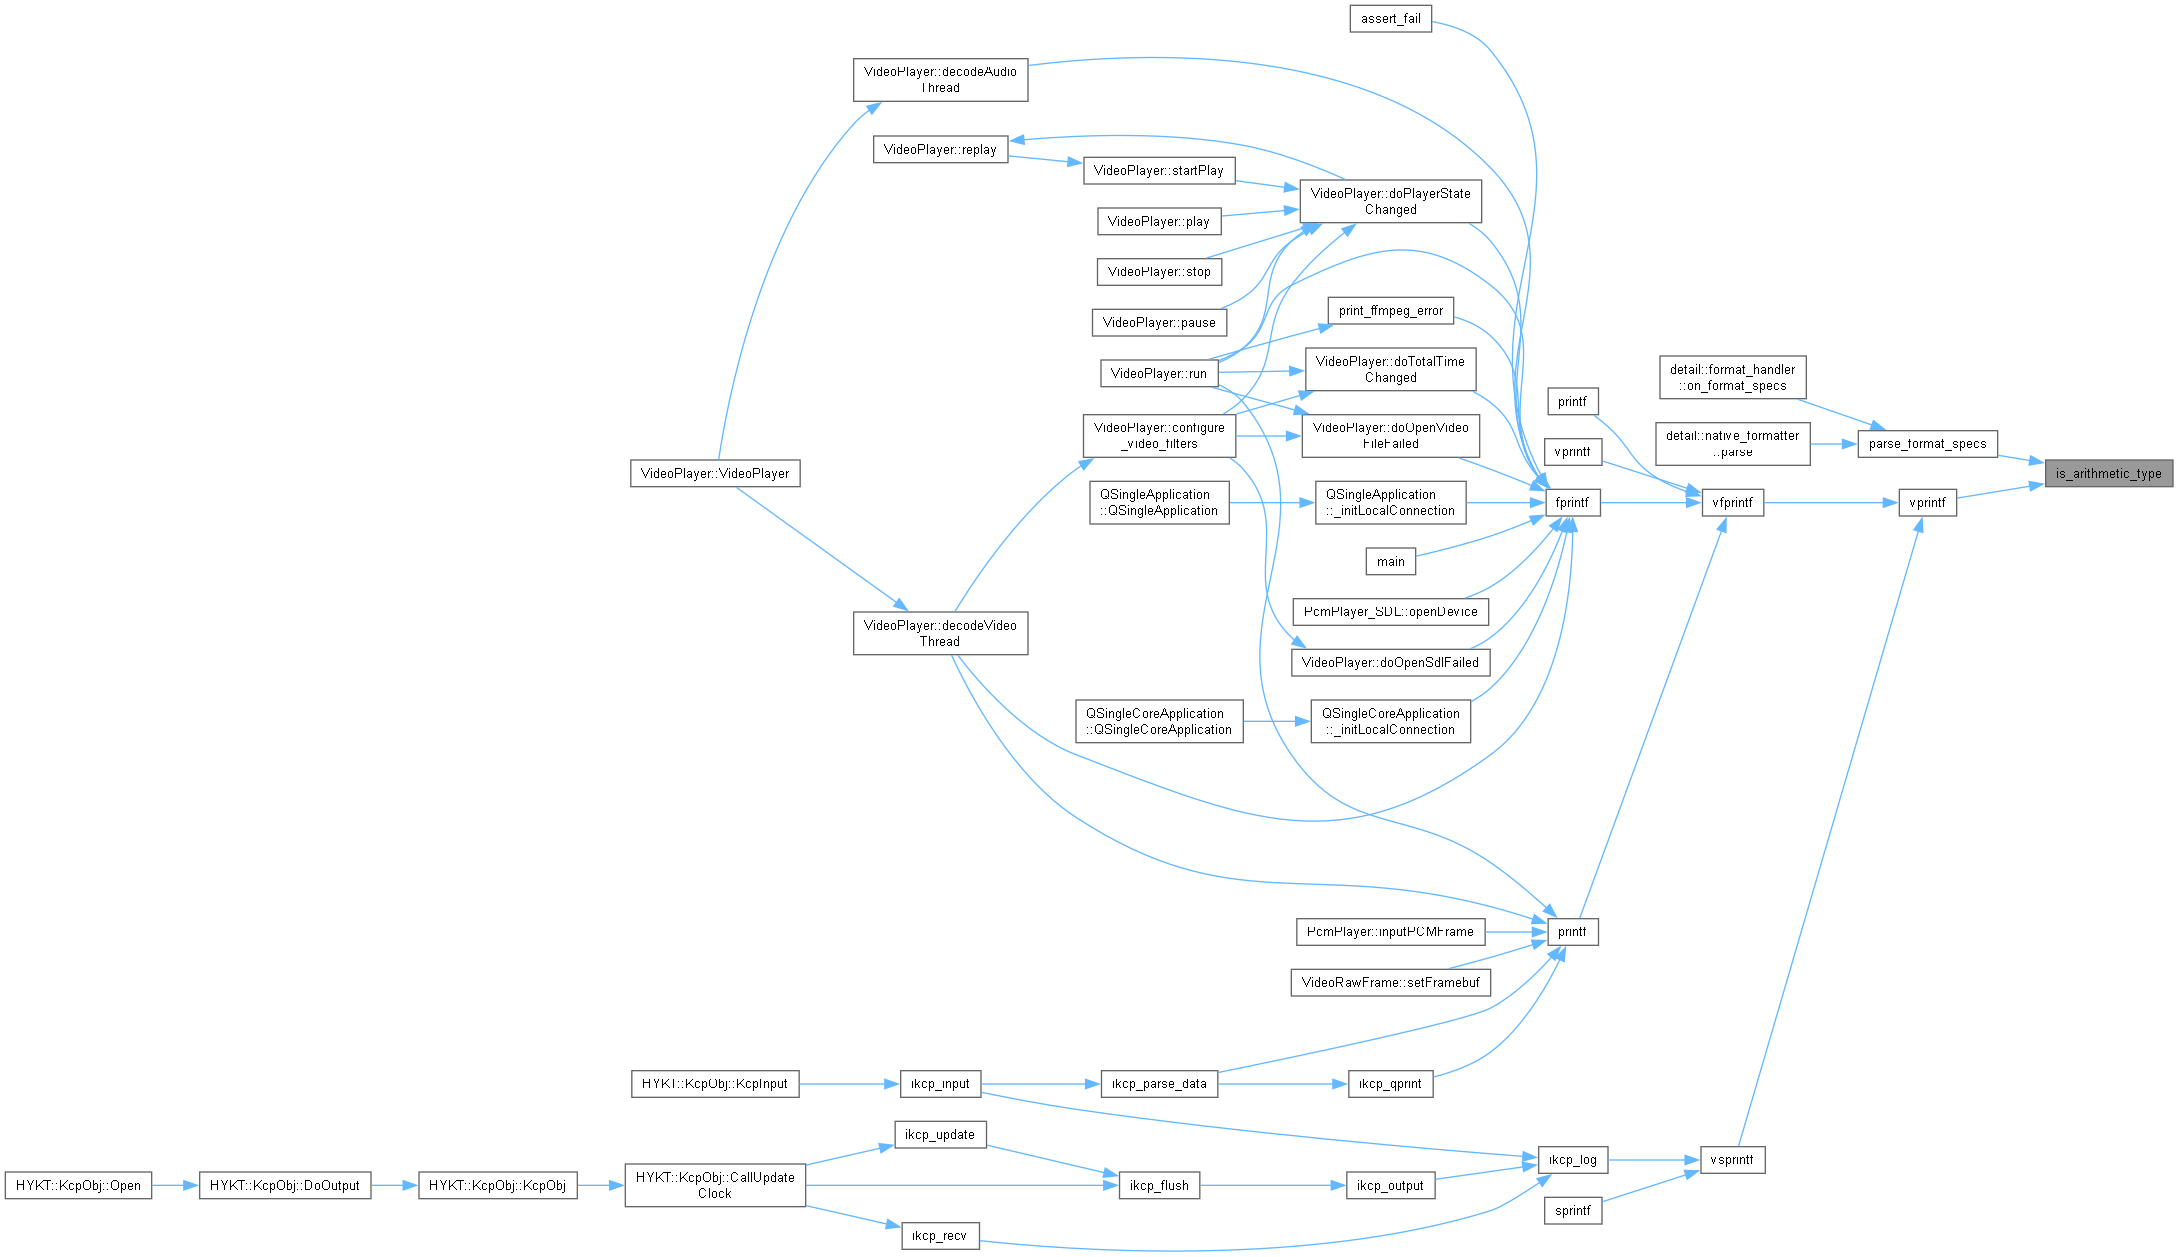 assert_fail
VideoPlayer::decodeAudio
Thread
VideoPlayer::replay
VideoPlayer::startPlay
VideoPlayer::doPlayerState
Changed
VideoPlayer::play
VideoPlayer::stop
VideoPlayer::pause
print_ffmpeg_error
VideoPlayer::run
VideoPlayer::doTotalTime
Changed
detail::format_handler
::on_format_specs
printf
VideoPlayer::configure
_video_filters
VideoPlayer::doOpenVideo
FileFailed
vprintf
detail::native_formatter
::parse
parse_format_specs
is_arithmetic_type
VideoPlayer::VideoPlayer
QSingleApplication
::QSingleApplication
QSingleApplication
::_initLocalConnection
fprintf
vfprintf
vprintf
main
PcmPlayer_SDL::openDevice
VideoPlayer::decodeVideo
Thread
VideoPlayer::doOpenSdlFailed
QSingleCoreApplication
::QSingleCoreApplication
QSingleCoreApplication
::_initLocalConnection
PcmPlayer::inputPCMFrame
printf
VideoRawFrame::setFramebuf
HYKT::KcpObj::KcpInput
ikcp_input
ikcp_parse_data
ikcp_qprint
ikcp_update
ikcp_log
vsprintf
HYKT::KcpObj::Open
HYKT::KcpObj::DoOutput
HYKT::KcpObj::KcpObj
HYKT::KcpObj::CallUpdate
Clock
ikcp_flush
ikcp_output
sprintf
ikcp_recv